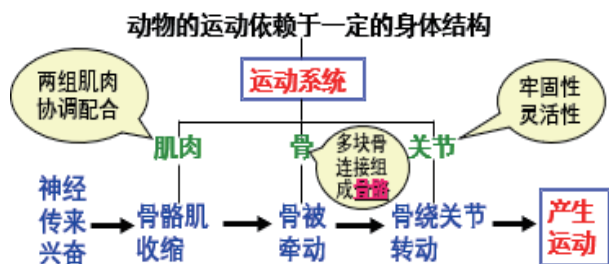 动物的运动依赖于一定的身体结构
两组肌肉
协调配合
运动系统
牢固性
灵活性
肌肉
骨
多块骨
连接组
成骨骼
关节
神经
传来
兴奋
骨骼肌
收缩
骨被
牵动
骨绕关节
转动
产生
运动